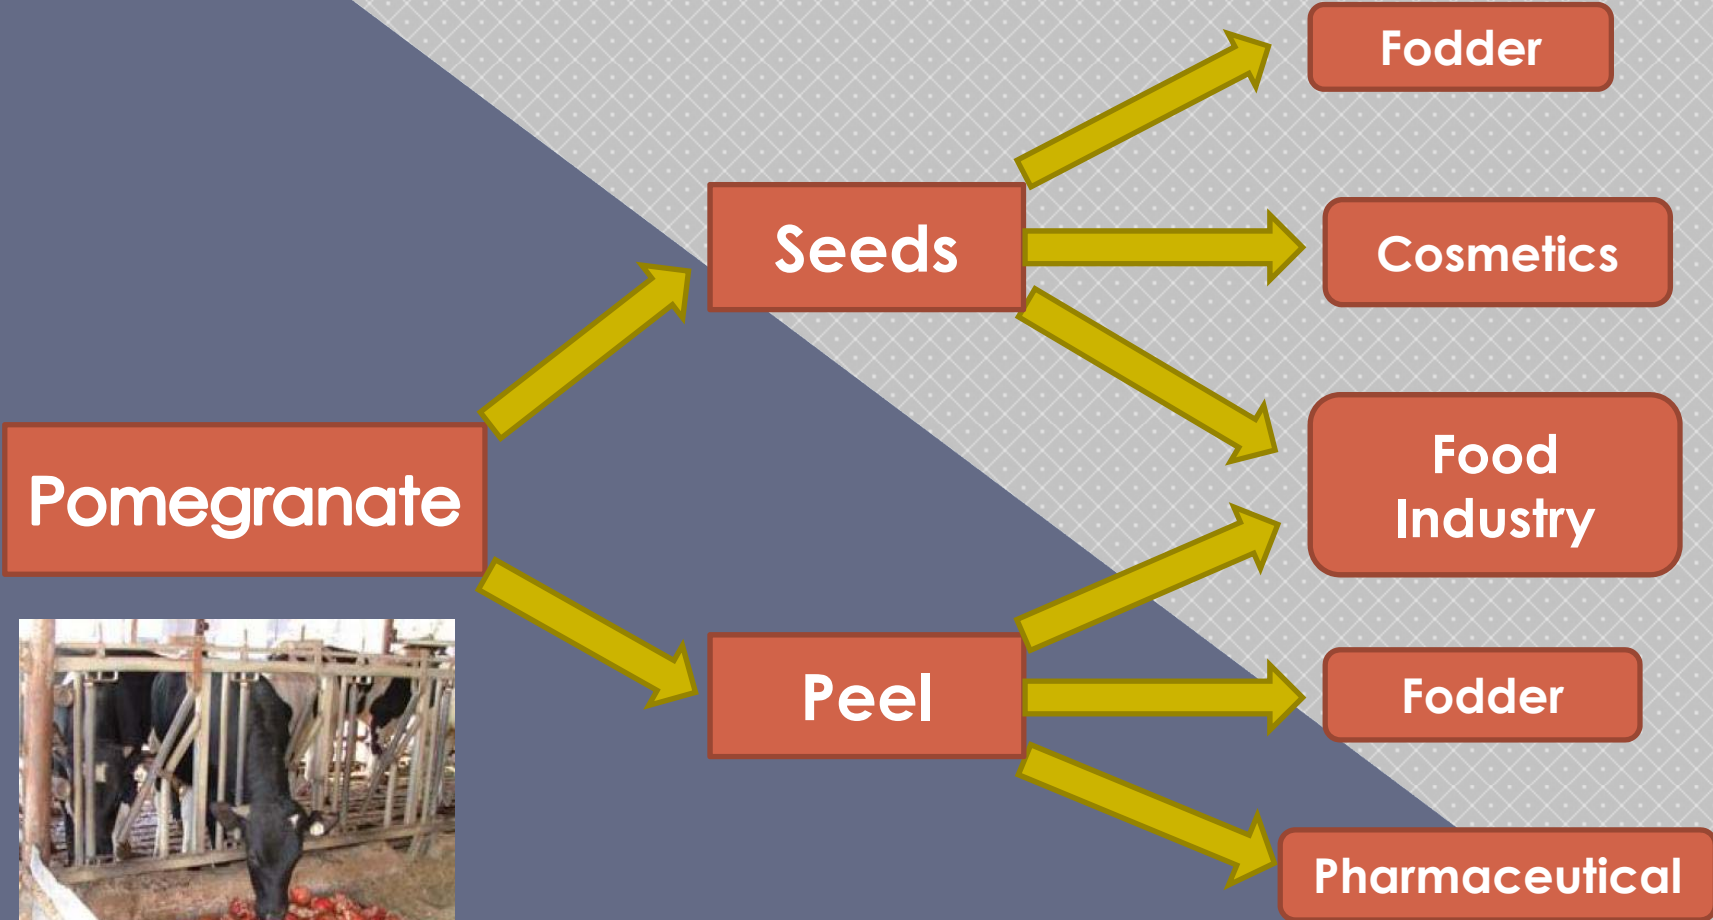 Fodder
Seeds
Cosmetics
Food
Industry
Pomegranate
Peel
Fodder
Pharmaceutical